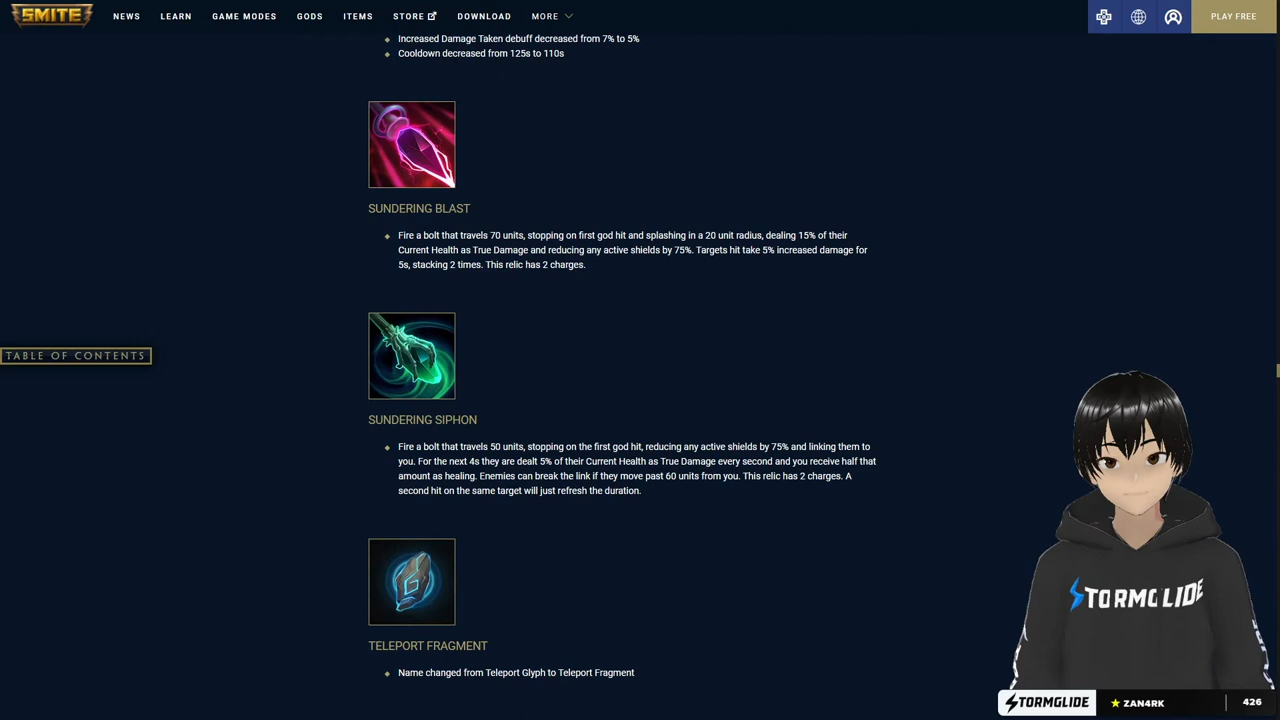 SMITE
NEWS LEARN GAME MODES GODS ITEMS STORE DOWNLOAD MORE PLAY FREE
Increased Damage Taken debuff decreased from 7% to 5%
Cooldown decreased from 125s to 110s
SUNDERING BLAST
Fire a bolt that travels 70 units, stopping on first god hit and splashing in a 20 unit radius, dealing 15% of their
Current Health as True Damage and reducing any active shields by 75%. Targets hit take 5% increased damage for
5s, stacking 2 times. This relic has 2 charges.
TABLE OF CONTENTS
SUNDERING SIPHON
Fire a bolt that travels 50 units, stopping on the first god hit, reducing any active shields by 75% and linking them to
you. For the next 4s they are dealt 5% of their Current Health as True Damage every second and you receive half that
amount as healing. Enemies can break the link if they move past 60 units from you. This relic has 2 charges. A
second hit on the same target will just refresh the duration.
STORMGLIDE
TELEPORT FRAGMENT
Name changed from Teleport Glyph to Teleport Fragment
STORMGLIDE ZAN4RK 426